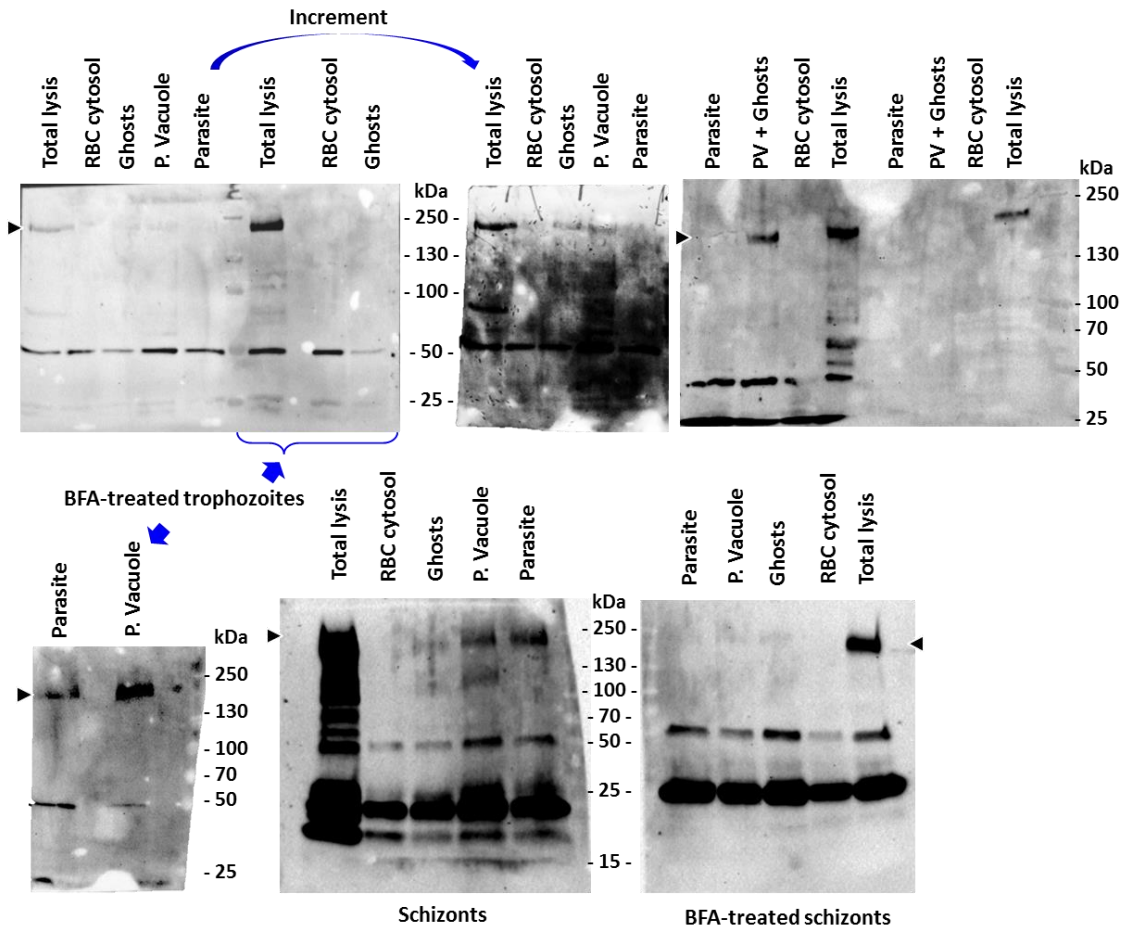 Increment
Total lysis
RBC cytosol
Ghosts
P. Vacuole
Parasite
Total lysis
RBC cytosol
Ghosts
Total lysis
RBC cytosol
Ghosts
P. Vacuole
Parasite
Parasite
PV + Ghosts
RBC cytosol
Total lysis
Parasite
PV + Ghosts
RBC cytosol
Total lysis
kDa
- 250 -
- 130 -
- 100 -
- 50 -
- 25 -
kDa
- 250
- 130
- 100
- 70
- 50
- 25
BFA-treated trophozoites
Parasite
P. Vacuole
kDa
- 250
- 130
- 100
- 70
- 50
- 25
Total lysis
RBC cytosol
Ghosts
P. Vacuole
Parasite
kDa
- 250 -
- 130 -
- 100 -
- 70 -
- 50 -
- 25 -
- 15 -
Parasite
P. Vacuole
Ghosts
RBC cytosol
Total lysis
Schizonts
BFA-treated schizonts